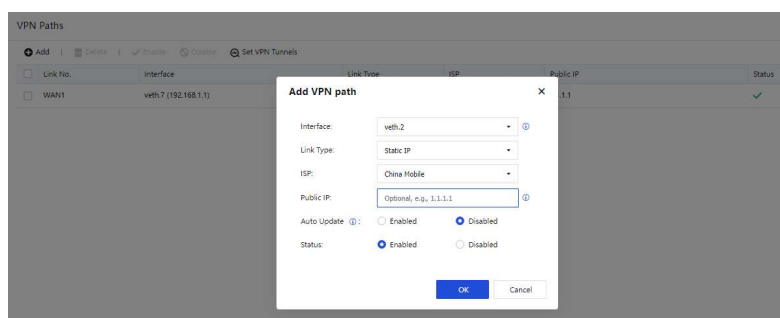 VPN Paths
Add | Delete | Enable Disable Set VPN Tunnels
Link No. Interface Link Type ISP Public IP Status
WAN1 veth.7 (192.168.1.1) .1.1
Add VPN path
Interface: veth.2
Link Type: Static IP
ISP: China Mobile
Public IP: Optional, e.g., 1.1.1.1
Auto Update : Enabled Disabled
Status: Enabled Disabled
OK Cancel